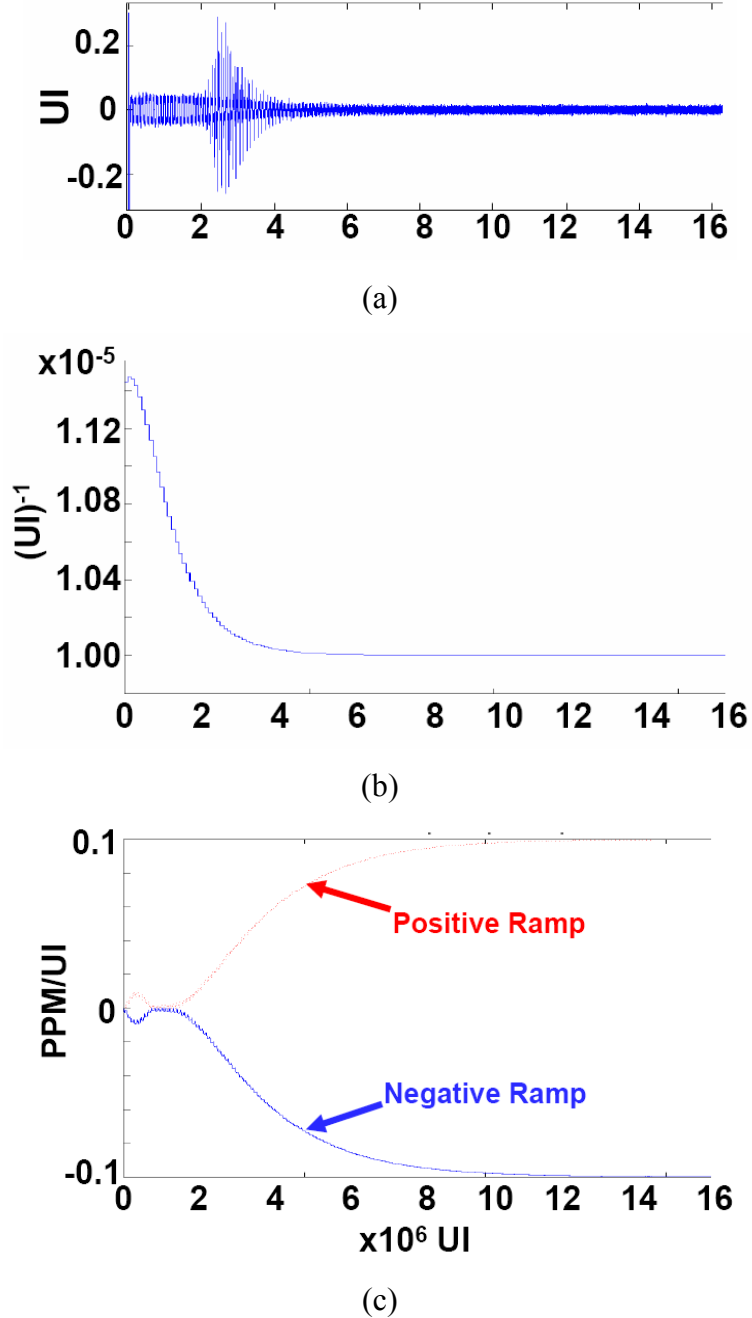 0.2
UI
0
-0.2
0 2 4 6 8 10 12 14 16
(a)
x10⁻⁵
1.12
(UI)⁻¹
1.08
1.04
1.00
0 2 4 6 8 10 12 14 16
(b)
0.1
Positive Ramp
PPM/UI
0
Negative Ramp
-0.1
0 2 4 6 8 10 12 14 16
x10⁶ UI
(c)